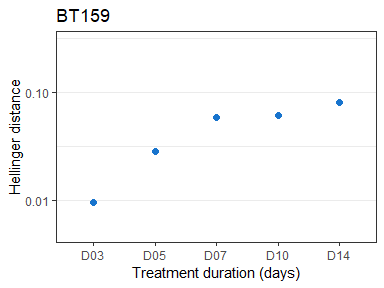 BT159
Hellinger distance
0.10
0.01
D03 D05 D07 D10 D14
Treatment duration (days)